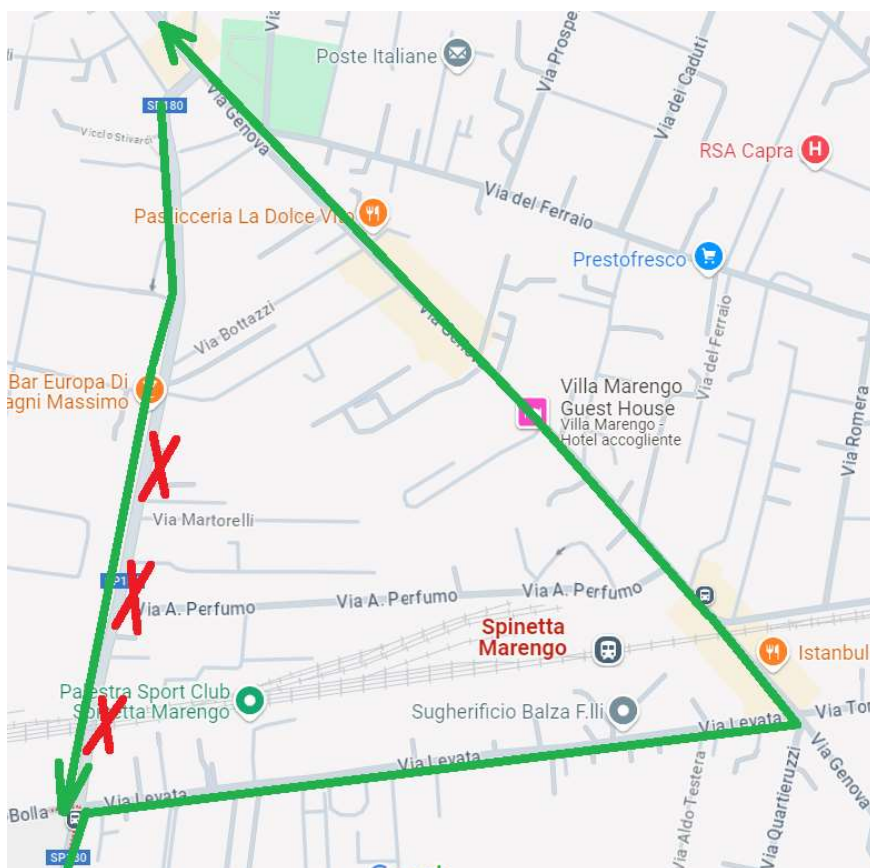 Poste Italiane
Via Prospe
Via dei Caduti
SP180
Vicolo Stivard
Via Genova
RSA Capra
H
Pasticceria La Dolce Vita
Via del Ferraio
Prestofresco
Via Bottazzi
Via Genova
Bar Europa Di
agni Massimo
Villa Marengo
Guest House
Villa Marengo -
Hotel accogliente
Via del Ferraio
Via Romera
Via Martorelli
Via A. Perfumo
Via A. Perfumo
Via A. Perfumo
Spinetta
Marengo
Istanbul
Palestra Sport Club
Spinetta Marengo
Sugherificio Balza F.lli
Via Levata
Via Tor
Via Levata
Via Levata
Bolla
Via Aldo Testera
Via Quartieruzzi
Via Genova
SP180